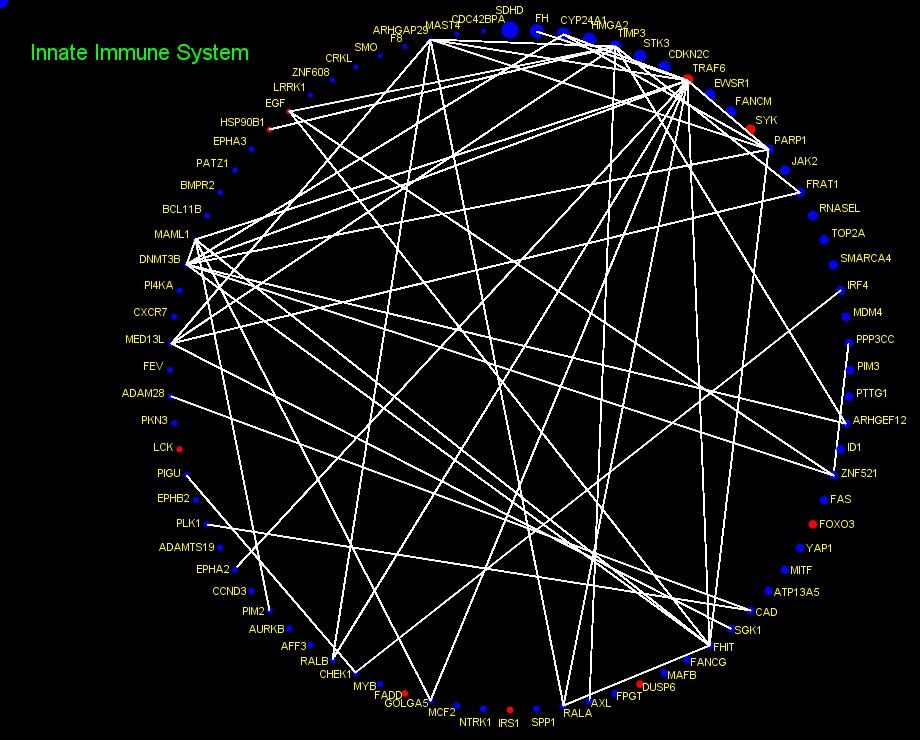 Innate Immune System
SDHD
FH
CYP24A1
HMGA2
TIMP3
STK3
CDKN2C
TRAF6
EWSR1
FANCM
SYK
PARP1
JAK2
FRAT1
RNASEL
TOP2A
SMARCA4
IRF4
MDM4
PPP3CC
PIM3
PTTG1
ARHGEF12
ID1
ZNF521
FAS
FOXO3
YAP1
MITF
ATP13A5
CAD
SGK1
FHIT
FANCG
MAFB
DUSP6
FPGT
AXL
RALA
SPP1
IRS1
NTRK1
MCF2
GOLGA5
FADD
MYB
CHEK1
RALB
AFF3
AURKB
PIM2
CCND3
EPHA2
ADAMTS19
PLK1
EPHB2
PIGU
LCK
PKN3
ADAM28
FEV
MED13L
CXCR7
PI4KA
DNMT3B
MAML1
BCL11B
BMPR2
PATZ1
EPHA3
HSP90B1
EGF
LRRK1
ZNF608
CRKL
SMO
F8
ARHGAP29
MAST4
CDC42BPA